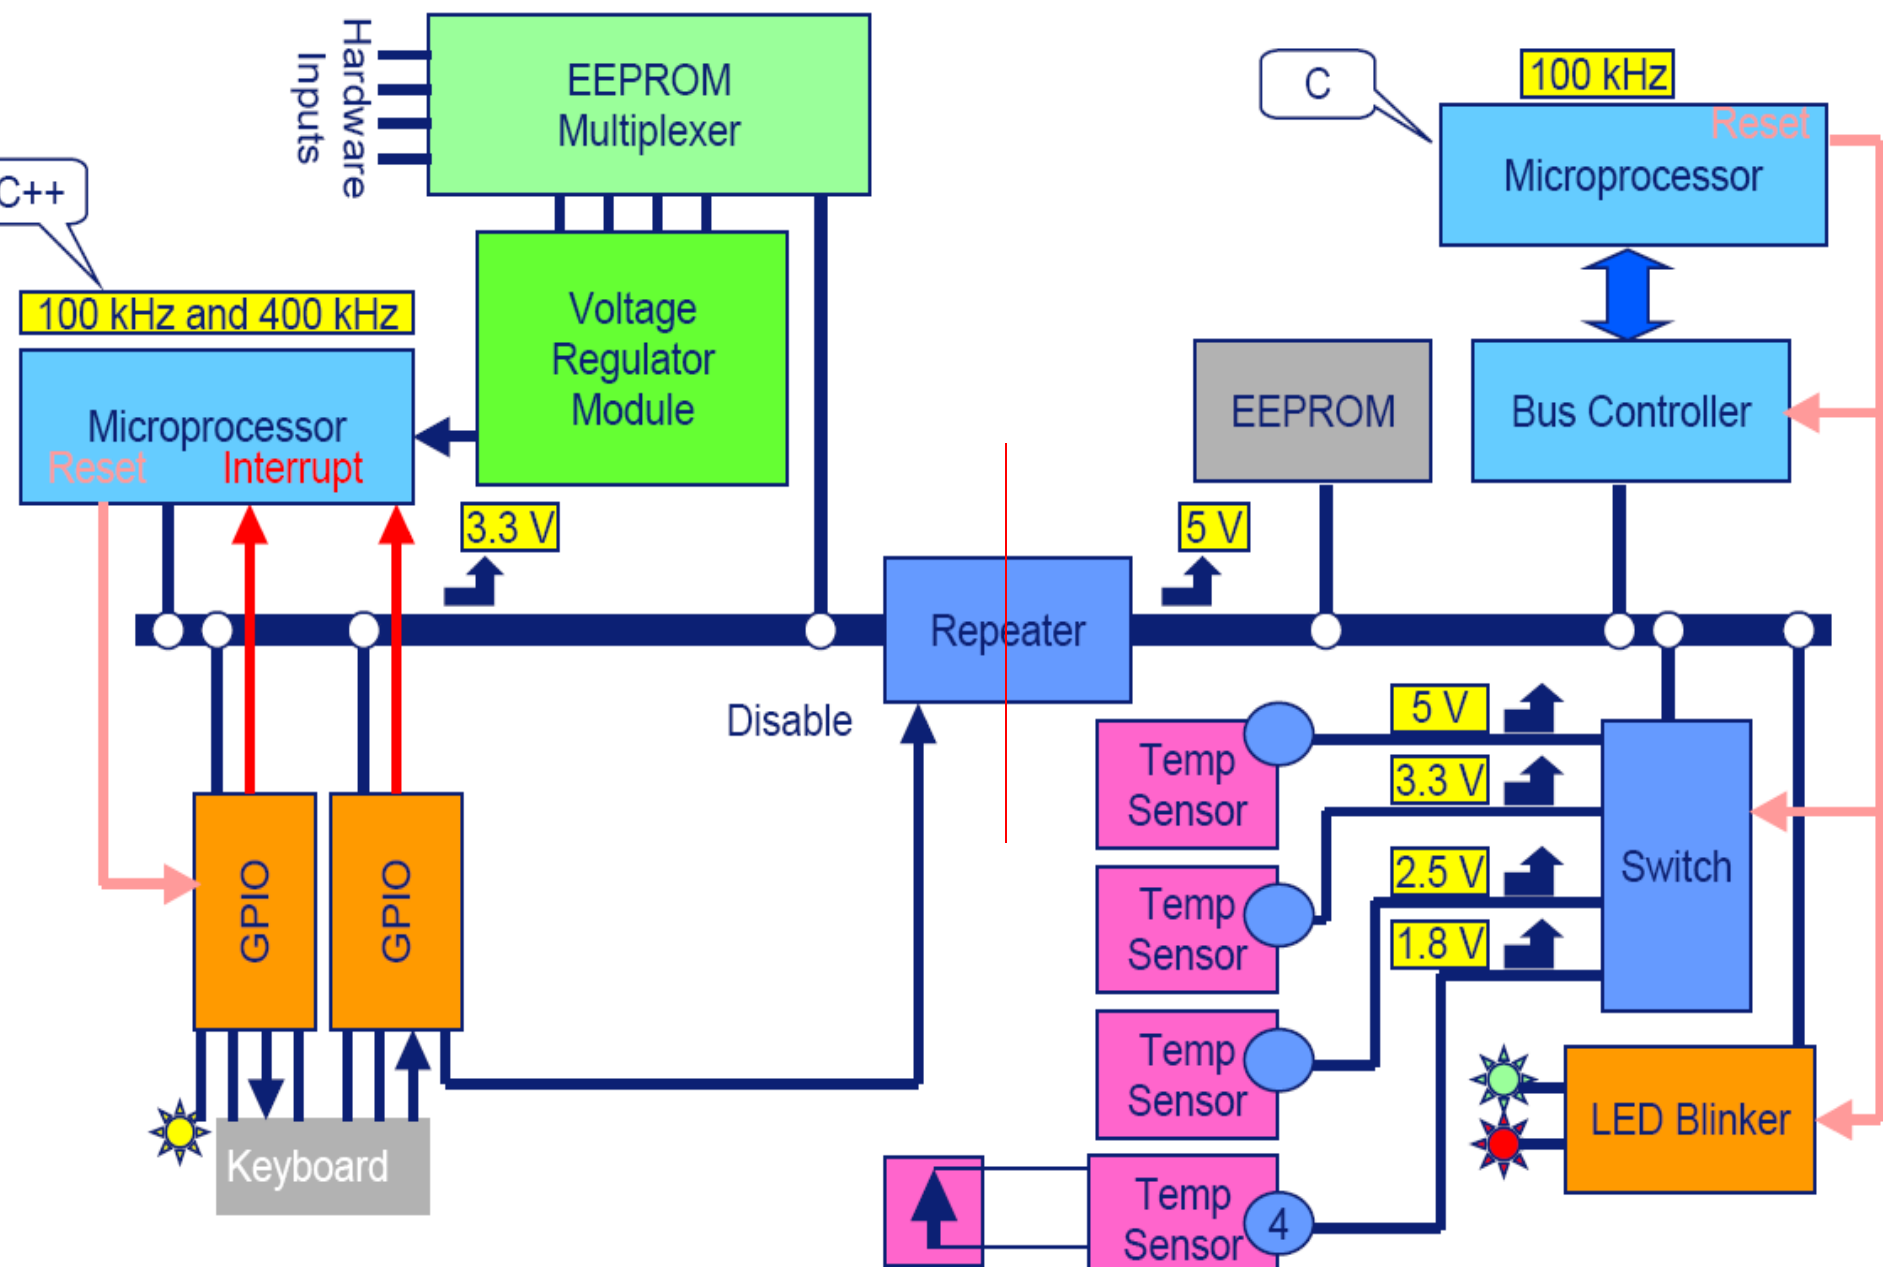 Hardware
Inputs
EEPROM
Multiplexer
C
100 kHz
Reset
Microprocessor
C++
100 kHz and 400 kHz
Voltage
Regulator
Module
Microprocessor
Reset
Interrupt
EEPROM
Bus Controller
3.3 V
5 V
Repeater
Disable
5 V
Temp
Sensor
3.3 V
Temp
Sensor
2.5 V
Switch
1.8 V
GPIO
GPIO
Temp
Sensor
LED Blinker
Keyboard
Temp
Sensor
4